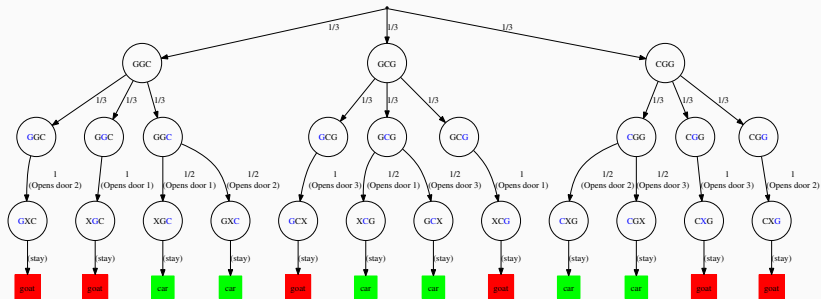 1/3 1/3 1/3
GGC GCG CGG
1/3 1/3 1/3 1/3 1/3 1/3 1/3 1/3 1/3
GGC GGC GGC GCG GCG GCG CGG CGG CGG
1 1 1/2 1/2 1 1/2 1/2 1 1/2 1/2 1 1
(Opens door 2) (Opens door 1) (Opens door 1) (Opens door 2) (Opens door 3) (Opens door 1) (Opens door 3) (Opens door 1) (Opens door 2) (Opens door 3) (Opens door 3) (Opens door 2)
GXC XGC XGC GXC GCX XCG GCX XCG CXG CGX CXG CXG
(stay) (stay) (stay) (stay) (stay) (stay) (stay) (stay) (stay) (stay) (stay) (stay)
goat goat car car goat car car goat car car goat goat